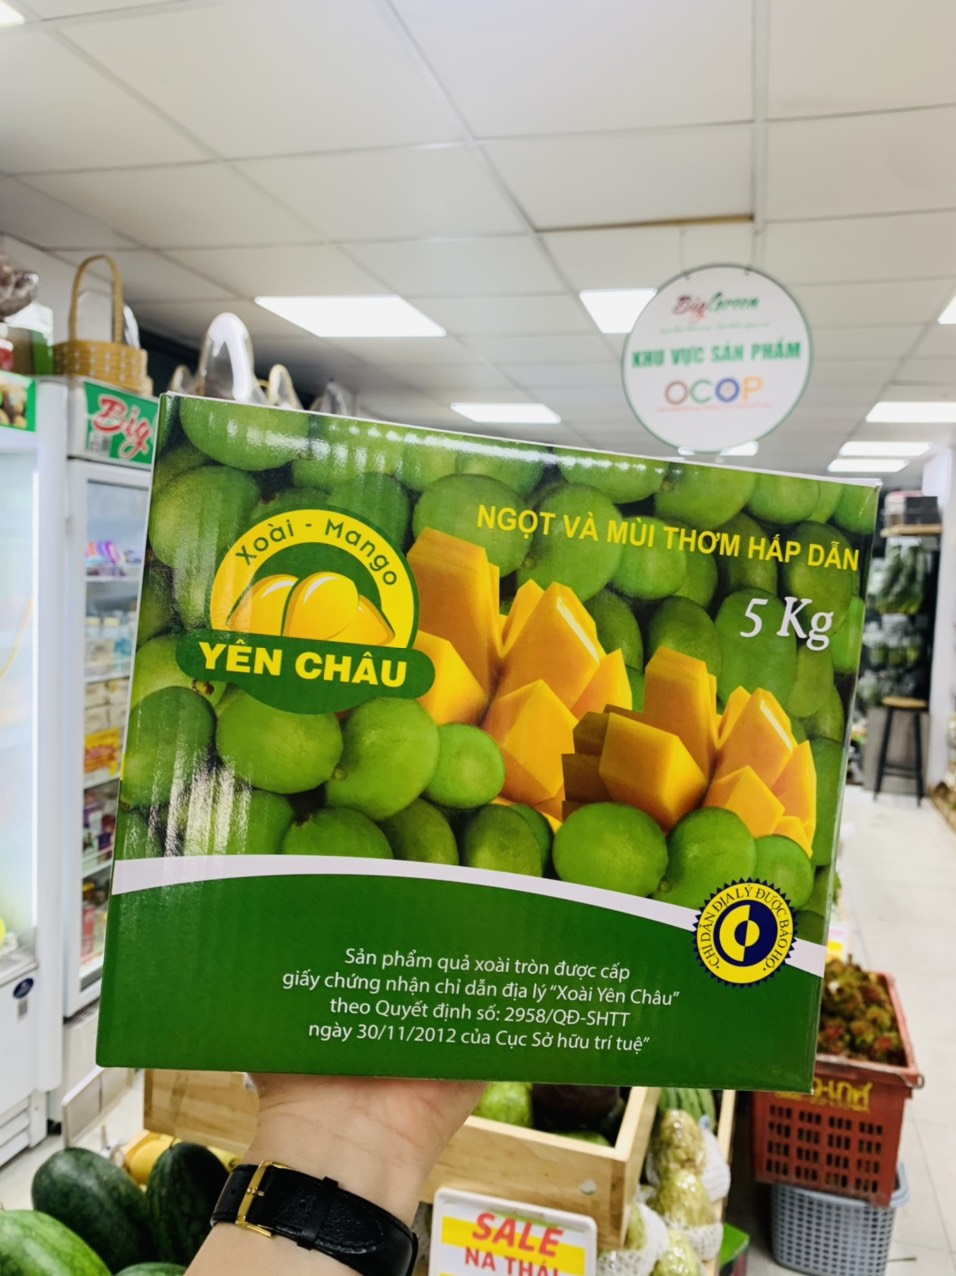 BigGreen
KHU VỰC SẢN PHẨM
OCOP
Big
Xoài - Mango
YÊN CHÂU
NGỌT VÀ MÙI THƠM HẤP DẪN
5 Kg
CHỈ DẪN ĐỊA LÝ ĐƯỢC BẢO HỘ
Sản phẩm quả xoài tròn được cấp
giấy chứng nhận chỉ dẫn địa lý “Xoài Yên Châu”
theo Quyết định số: 2958/QĐ-SHTT
ngày 30/11/2012 của Cục Sở hữu trí tuệ”
SALE
NA THÁI